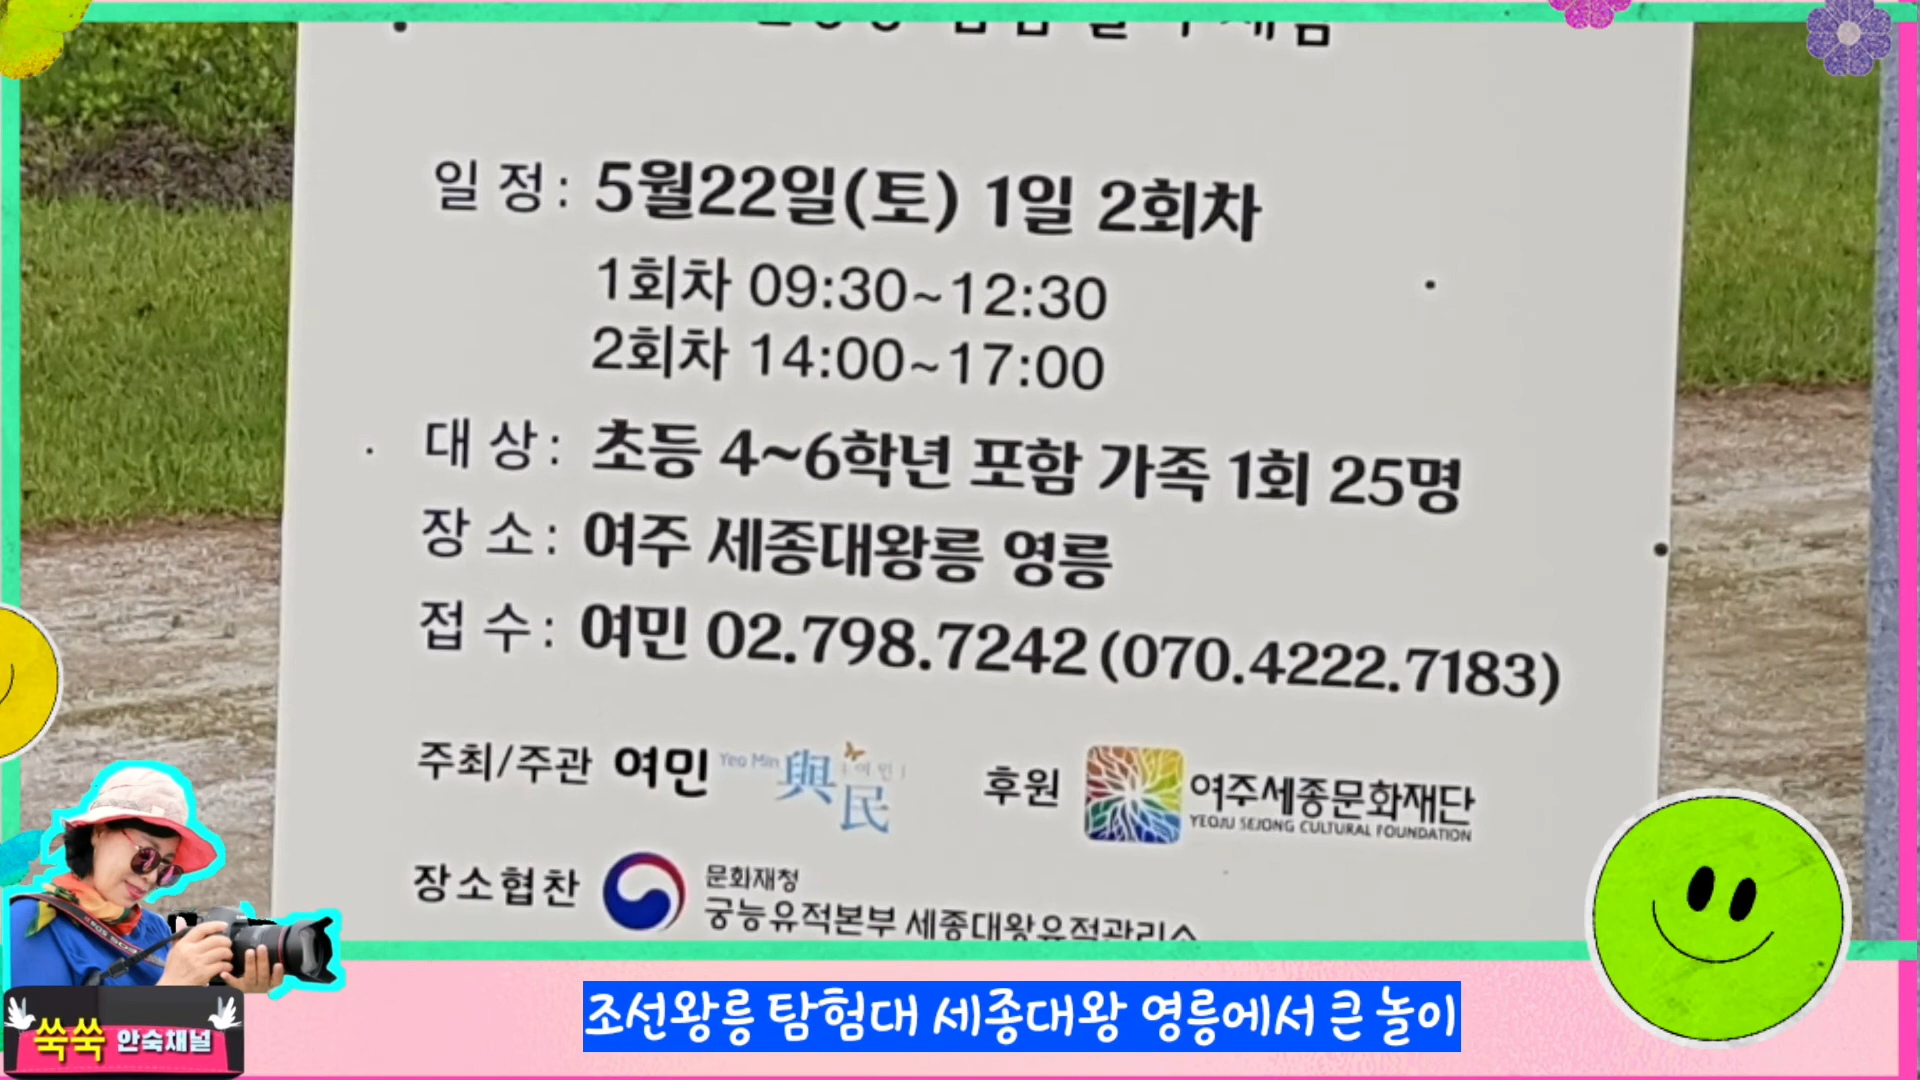 일 정 : 5월22일(토) 1일 2회차
1회차 09:30~12:30
2회차 14:00~17:00
대 상 : 초등 4~6학년 포함 가족 1회 25명
장 소 : 여주 세종대왕릉 영릉
접 수 : 여민 02.798.7242 (070.4222.7183)
주최/주관 여민 Yeo Min 與民 여민 후원 여주세종문화재단
YEOJU SEJONG CULTURAL FOUNDATION
장소협찬 문화재청
궁능유적본부 세종대왕유적관리소
쑥쑥 안숙채널
조선왕릉 탐험대 세종대왕 영릉에서 큰 놀이